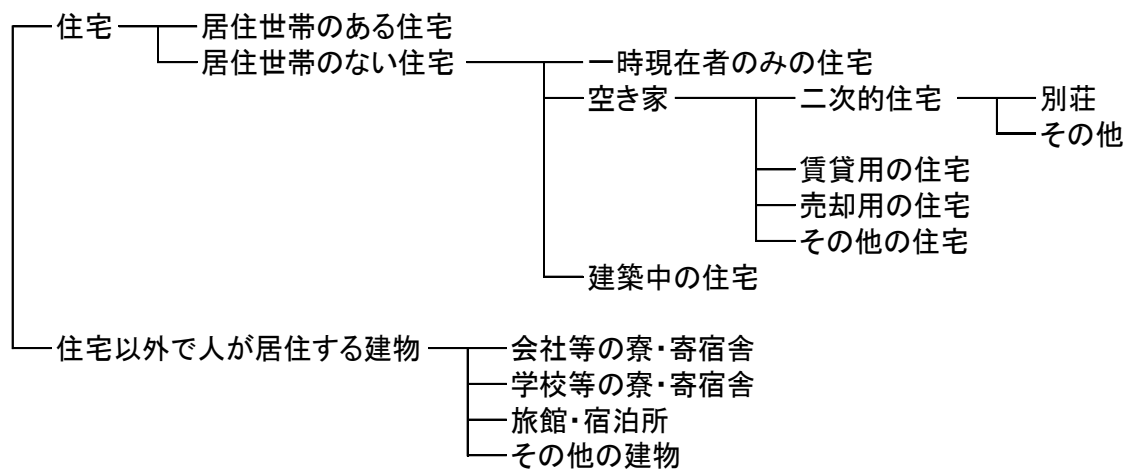 住宅 居住世帯のある住宅
居住世帯のない住宅 一時現在者のみの住宅
空き家 二次的住宅 別荘
その他
賃貸用の住宅
売却用の住宅
その他の住宅
建築中の住宅
住宅以外で人が居住する建物 会社等の寮・寄宿舎
学校等の寮・寄宿舎
旅館・宿泊所
その他の建物